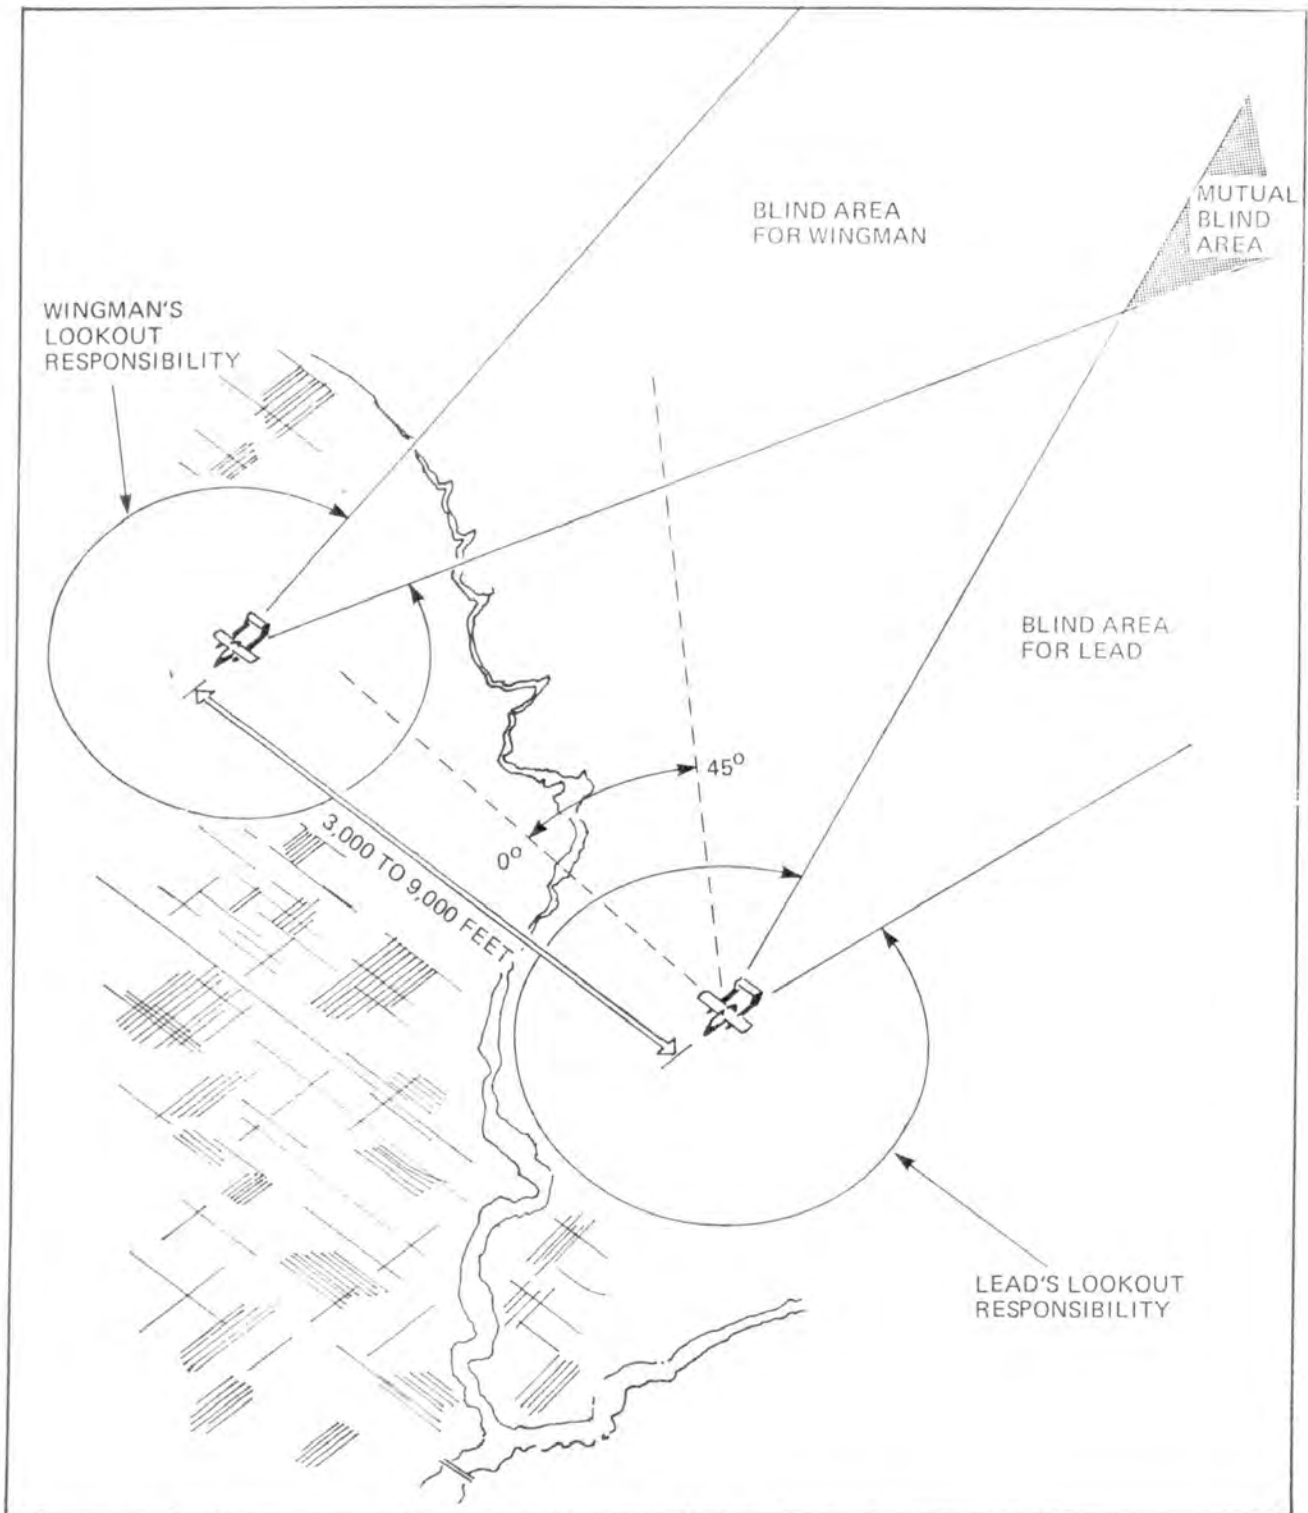 MUTUAL
BLIND
AREA
BLIND AREA
FOR WINGMAN
WINGMAN'S
LOOKOUT
RESPONSIBILITY
BLIND AREA
FOR LEAD
45°
0°
3,000 TO 9,000 FEET
LEAD'S LOOKOUT
RESPONSIBILITY